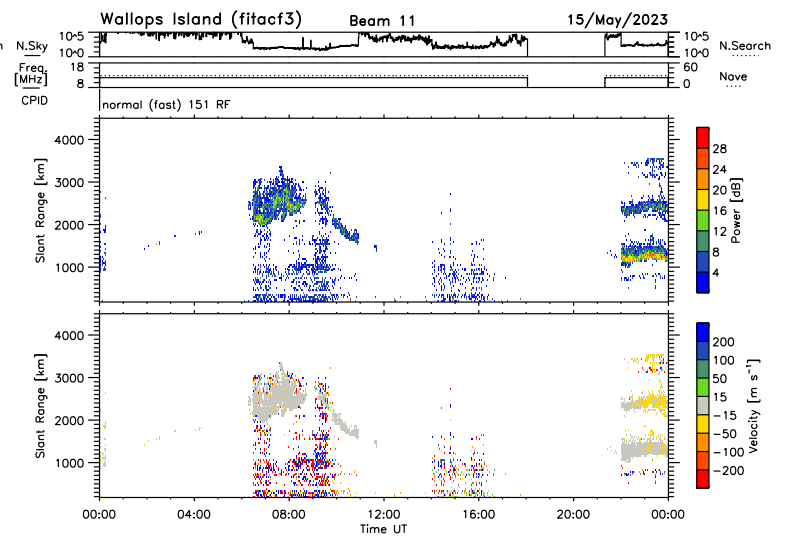 Wallops Island (fitacf3) Beam 11 15/May/2023
n N.Sky 10^5 10^0 10^5 10^0 N.Search
Freq. [MHz] 18 8 60 0 Nave
CPID normal (fast) 151 RF
Slant Range [km]
4000
3000
2000
1000
28
24
20
16
12
8
4
Power [dB]
Slant Range [km]
4000
3000
2000
1000
200
100
50
15
-15
-50
-100
-200
Velocity [m s⁻¹]
00:00 04:00 08:00 12:00 16:00 20:00 00:00
Time UT